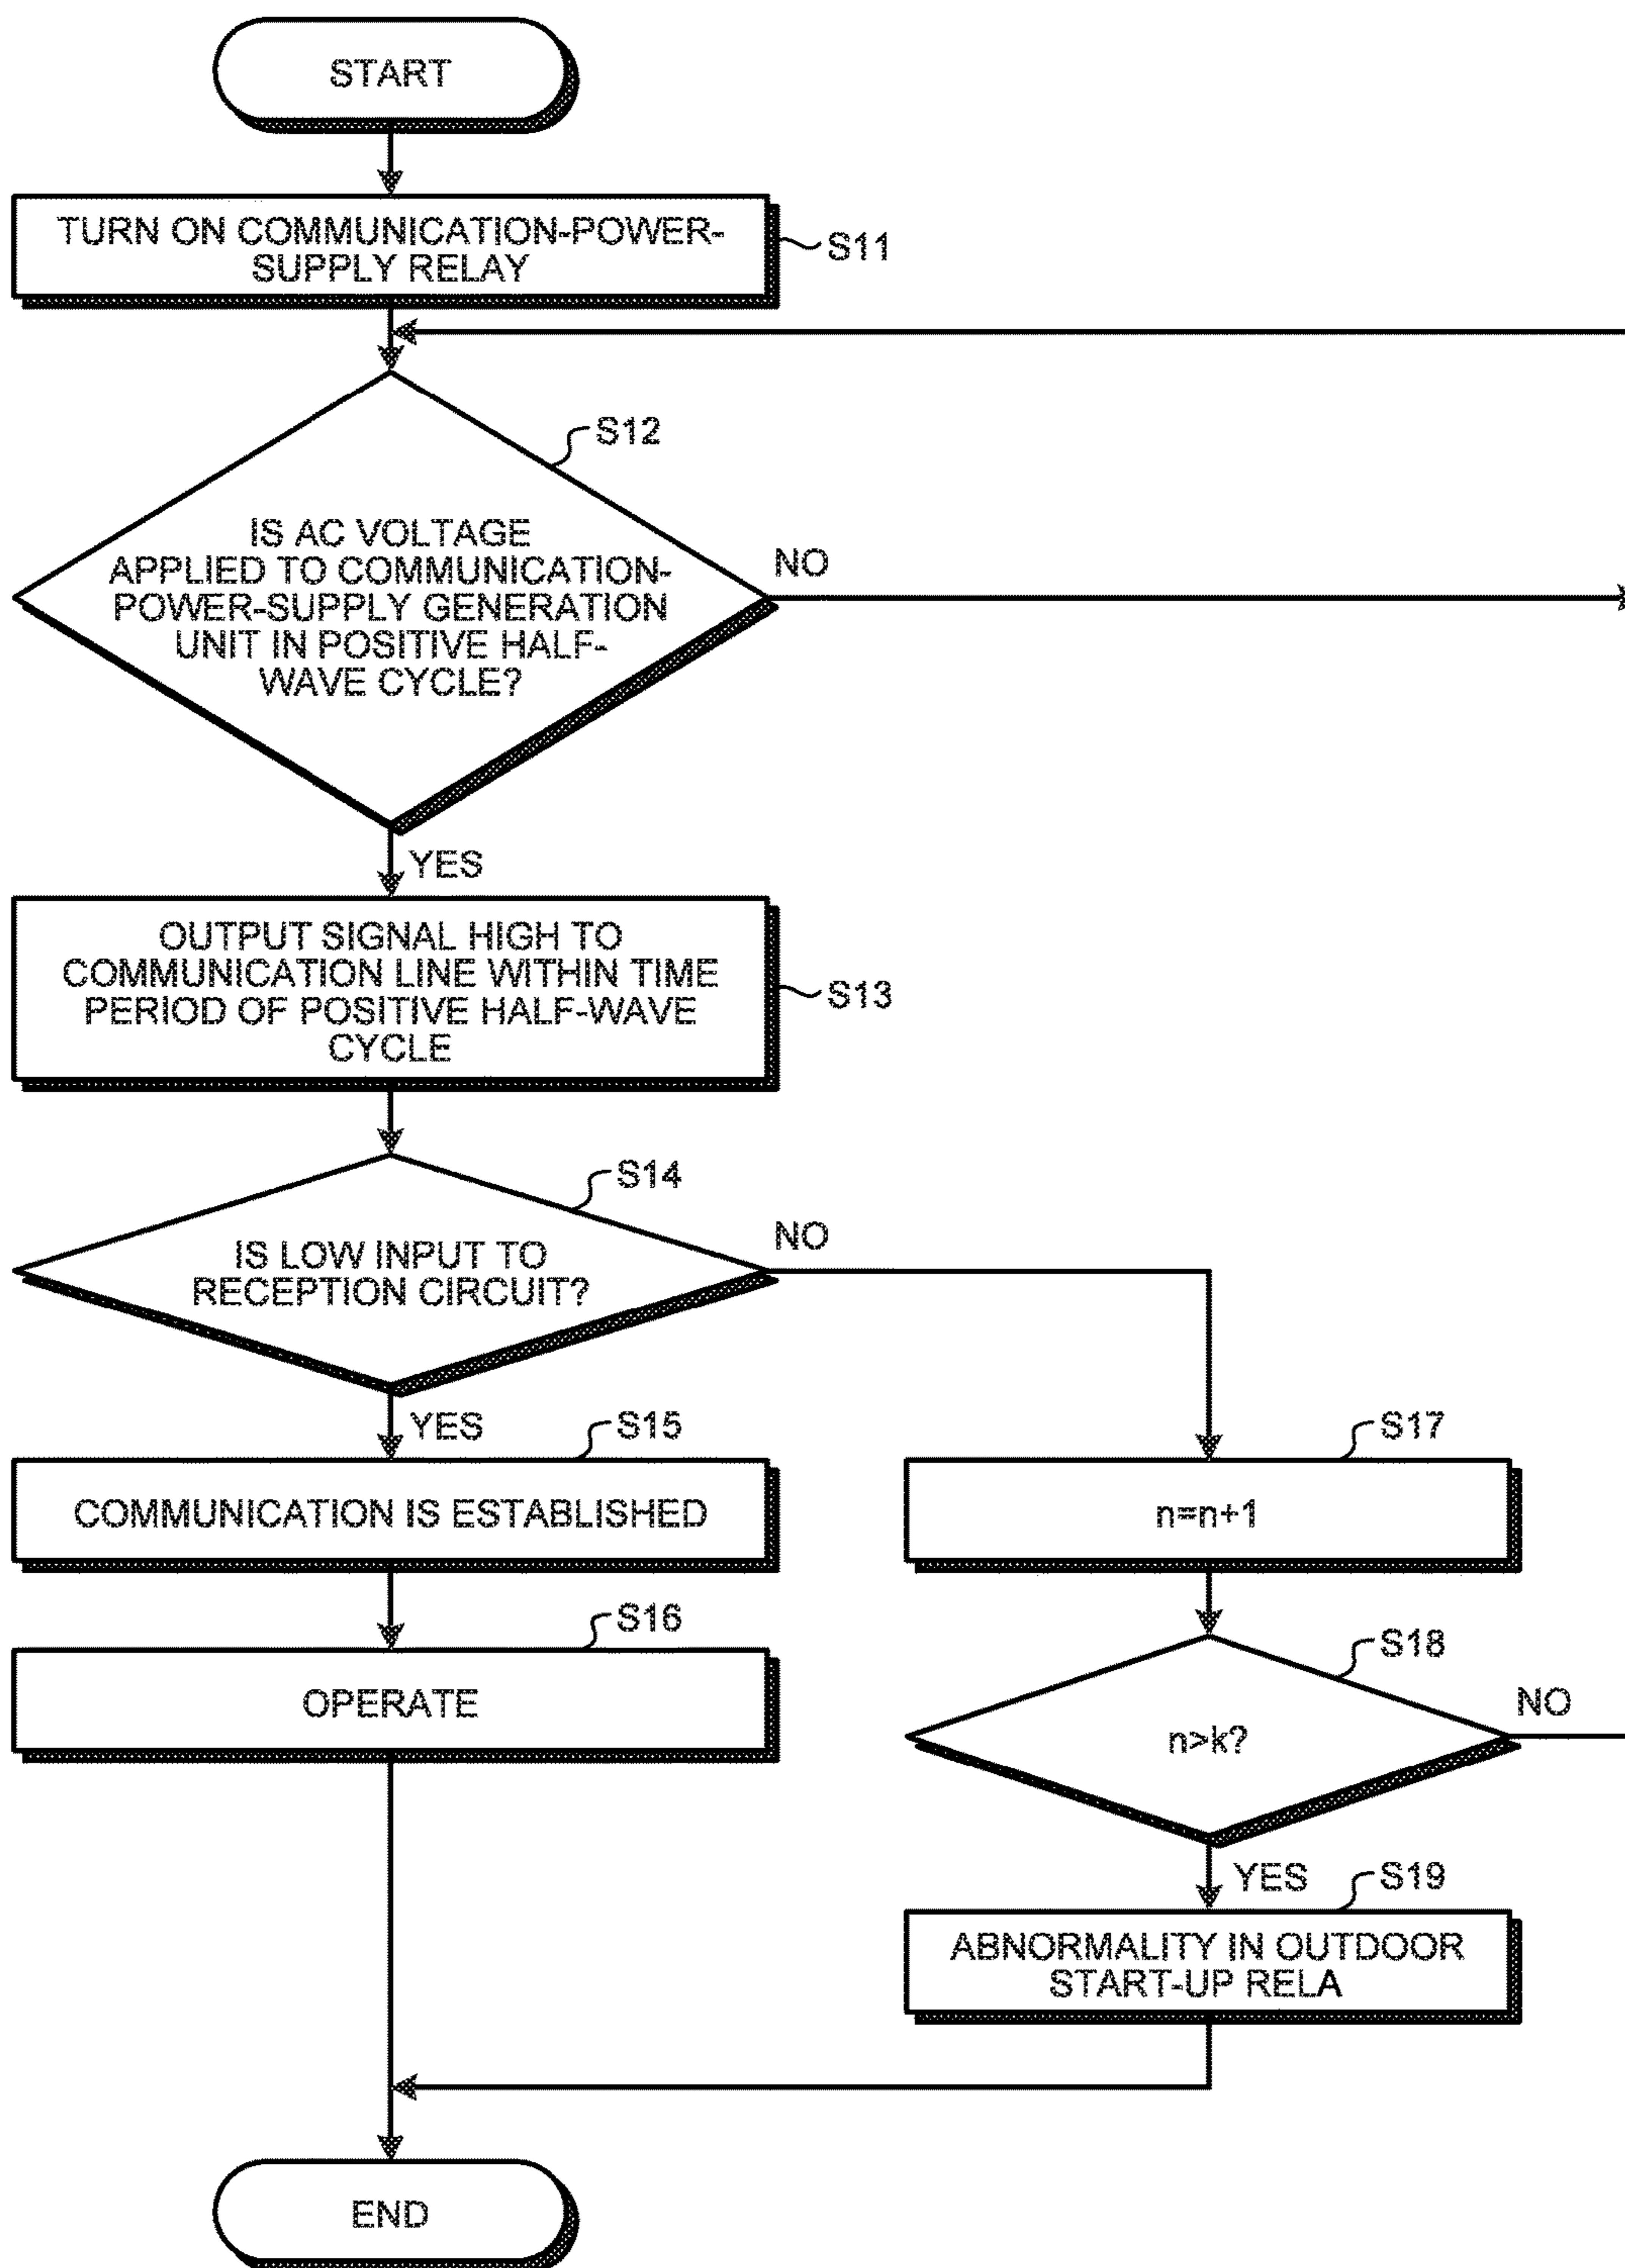 START
TURN ON COMMUNICATION-POWER-
SUPPLY RELAY
S11
S12
IS AC VOLTAGE
APPLIED TO COMMUNICATION-
POWER-SUPPLY GENERATION
UNIT IN POSITIVE HALF-
WAVE CYCLE?
NO
YES
OUTPUT SIGNAL HIGH TO
COMMUNICATION LINE WITHIN TIME
PERIOD OF POSITIVE HALF-WAVE
CYCLE
S13
S14
IS LOW INPUT TO
RECEPTION CIRCUIT?
NO
YES
S15
COMMUNICATION IS ESTABLISHED
S16
OPERATE
S17
n=n+1
S18
n>k?
NO
YES
S19
ABNORMALITY IN OUTDOOR
START-UP RELA
END